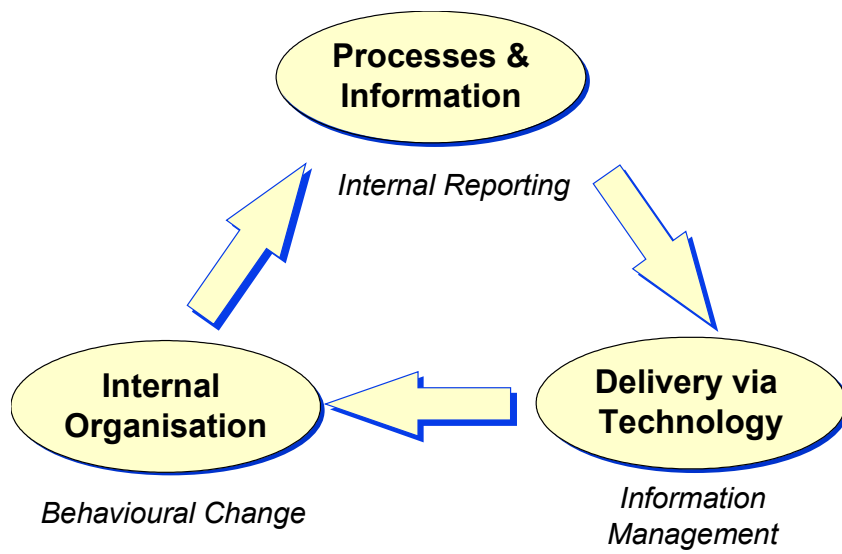 Processes &
Information
Internal Reporting
Internal
Organisation
Behavioural Change
Delivery via
Technology
Information
Management